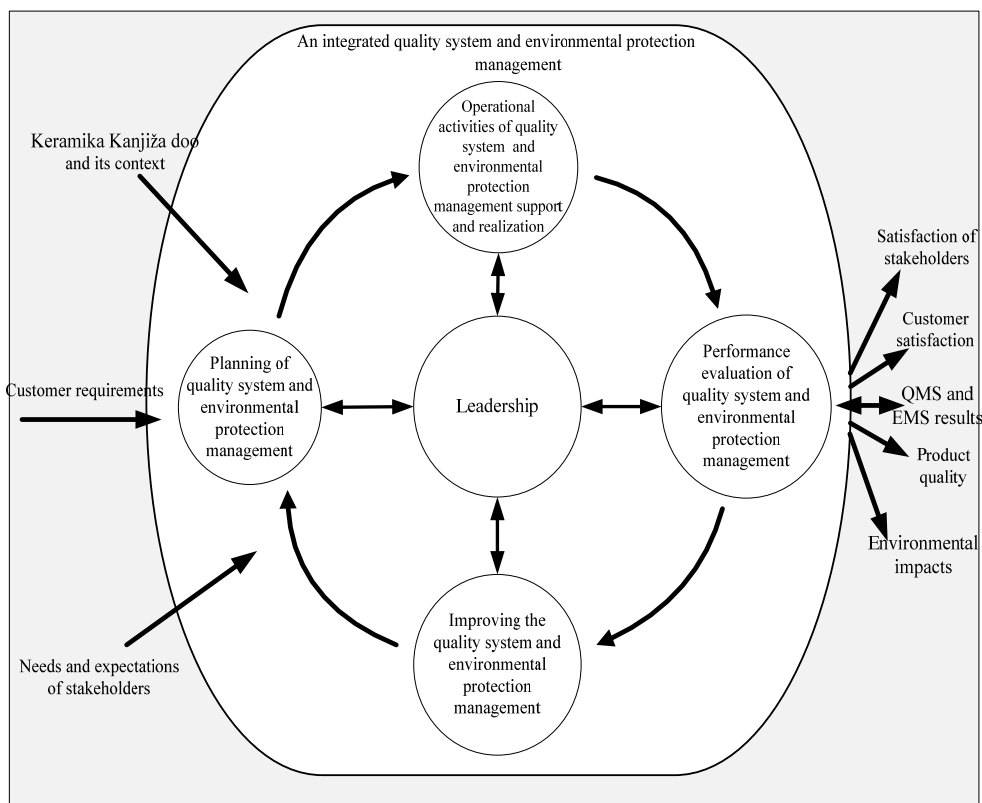 An integrated quality system and environmental protection
management
Operational
activities of quality
system and
environmental
protection
management support
and realization
Keramika Kanjiža doo
and its context
Satisfaction of
stakeholders
Customer
satisfaction
QMS and
EMS results
Product
quality
Environmental
impacts
Customer requirements
Planning of
quality system and
environmental
protection
management
Leadership
Performance
evaluation of
quality system and
environmental
protection
management
Needs and expectations
of stakeholders
Improving the
quality system and
environmental
protection
management